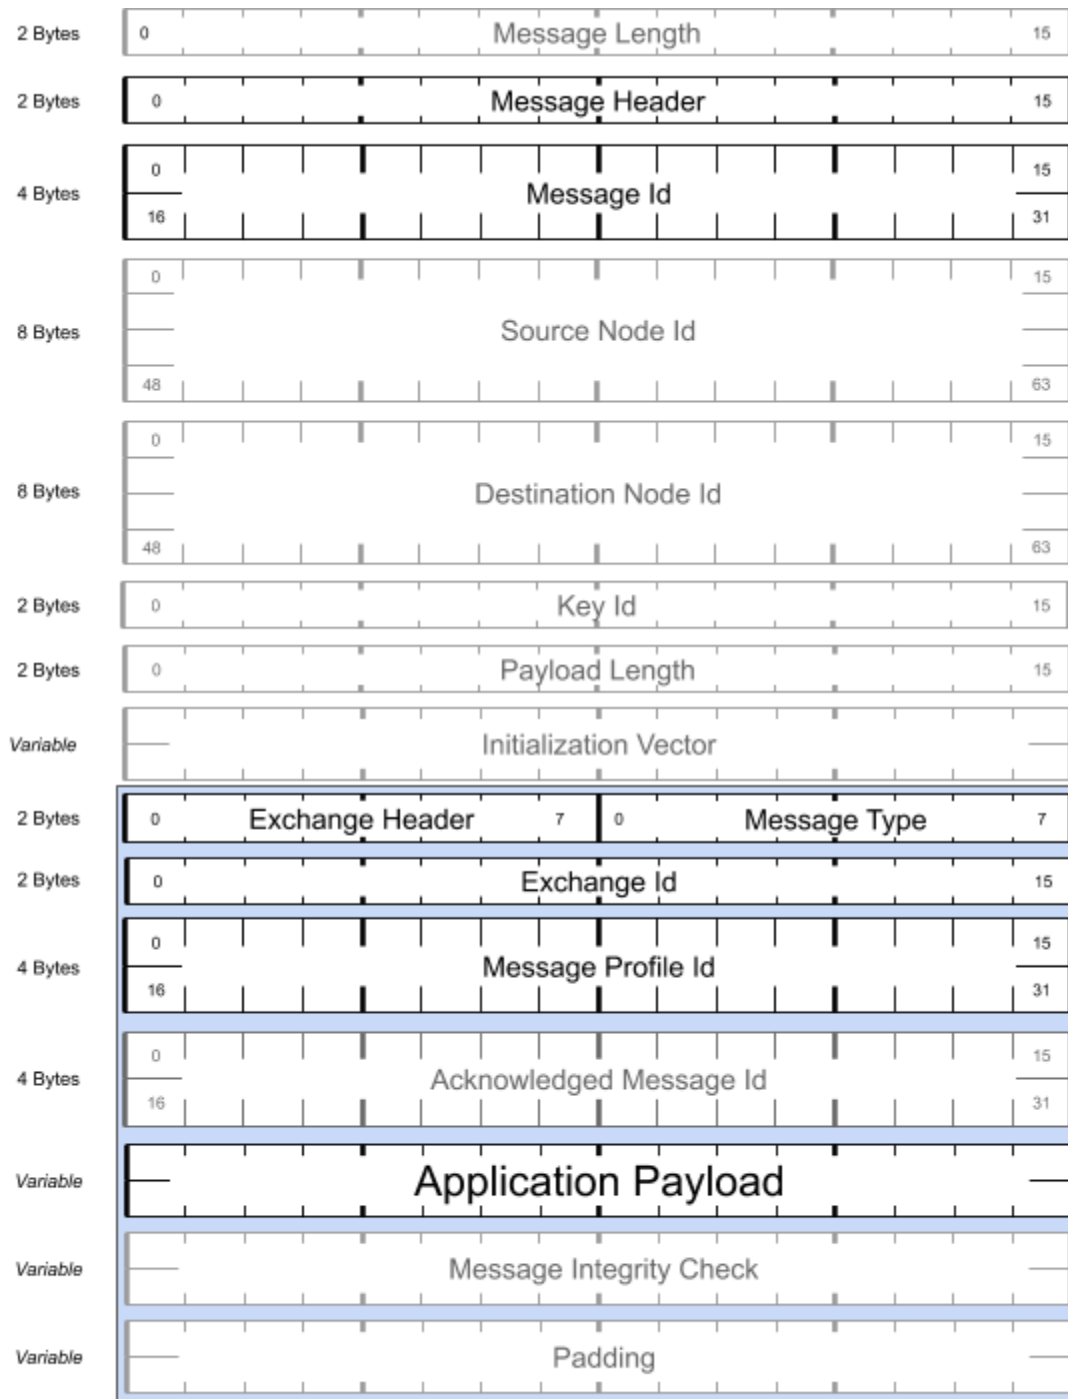 2 Bytes 0 Message Length 15
2 Bytes 0 Message Header 15
0 15
4 Bytes Message Id
16 31
0 15
8 Bytes Source Node Id
48 63
0 15
8 Bytes Destination Node Id
48 63
2 Bytes 0 Key Id 15
2 Bytes 0 Payload Length 15
Variable Initialization Vector
2 Bytes 0 Exchange Header 7 0 Message Type 7
2 Bytes 0 Exchange Id 15
0 15
4 Bytes Message Profile Id
16 31
0 15
4 Bytes Acknowledged Message Id
16 31
Variable Application Payload
Variable Message Integrity Check
Variable Padding